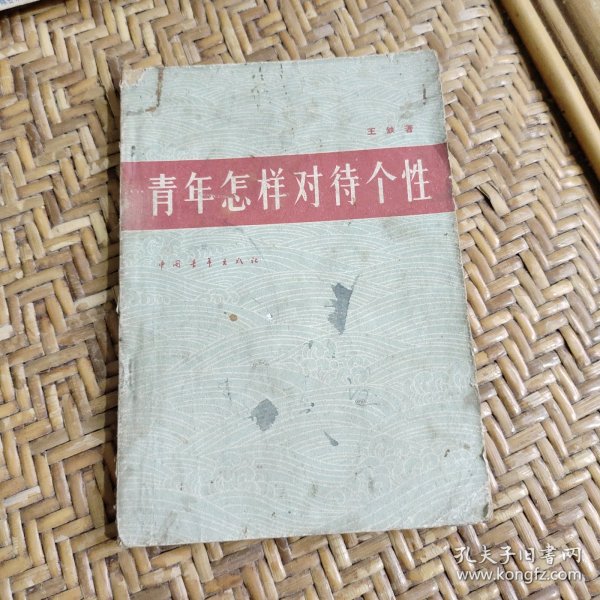 王 著
青年怎样对待个性
中国青年出版社
孔夫子旧书网
www.kongfz.com